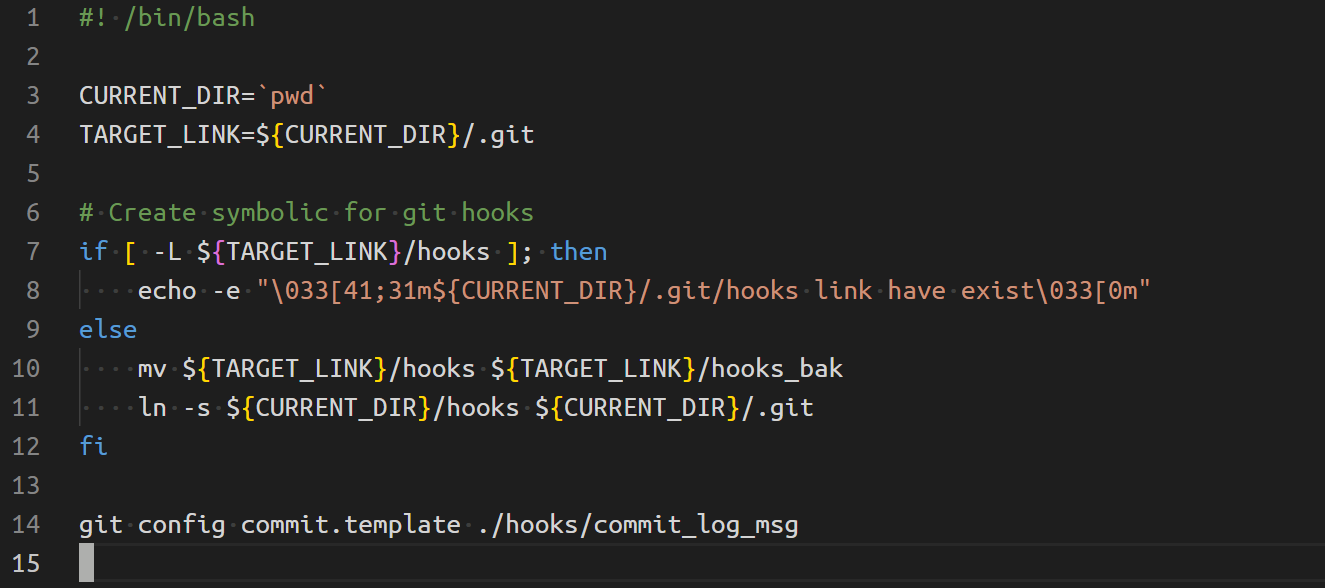 1 #! /bin/bash
2
3 CURRENT_DIR=`pwd`
4 TARGET_LINK=${CURRENT_DIR}/.git
5
6 # Create symbolic for git hooks
7 if [ -L ${TARGET_LINK}/hooks ]; then
8     echo -e "\033[41;31m${CURRENT_DIR}/.git/hooks link have exist\033[0m"
9 else
10     mv ${TARGET_LINK}/hooks ${TARGET_LINK}/hooks_bak
11     ln -s ${CURRENT_DIR}/hooks ${CURRENT_DIR}/.git
12 fi
13
14 git config commit.template ./hooks/commit_log_msg
15